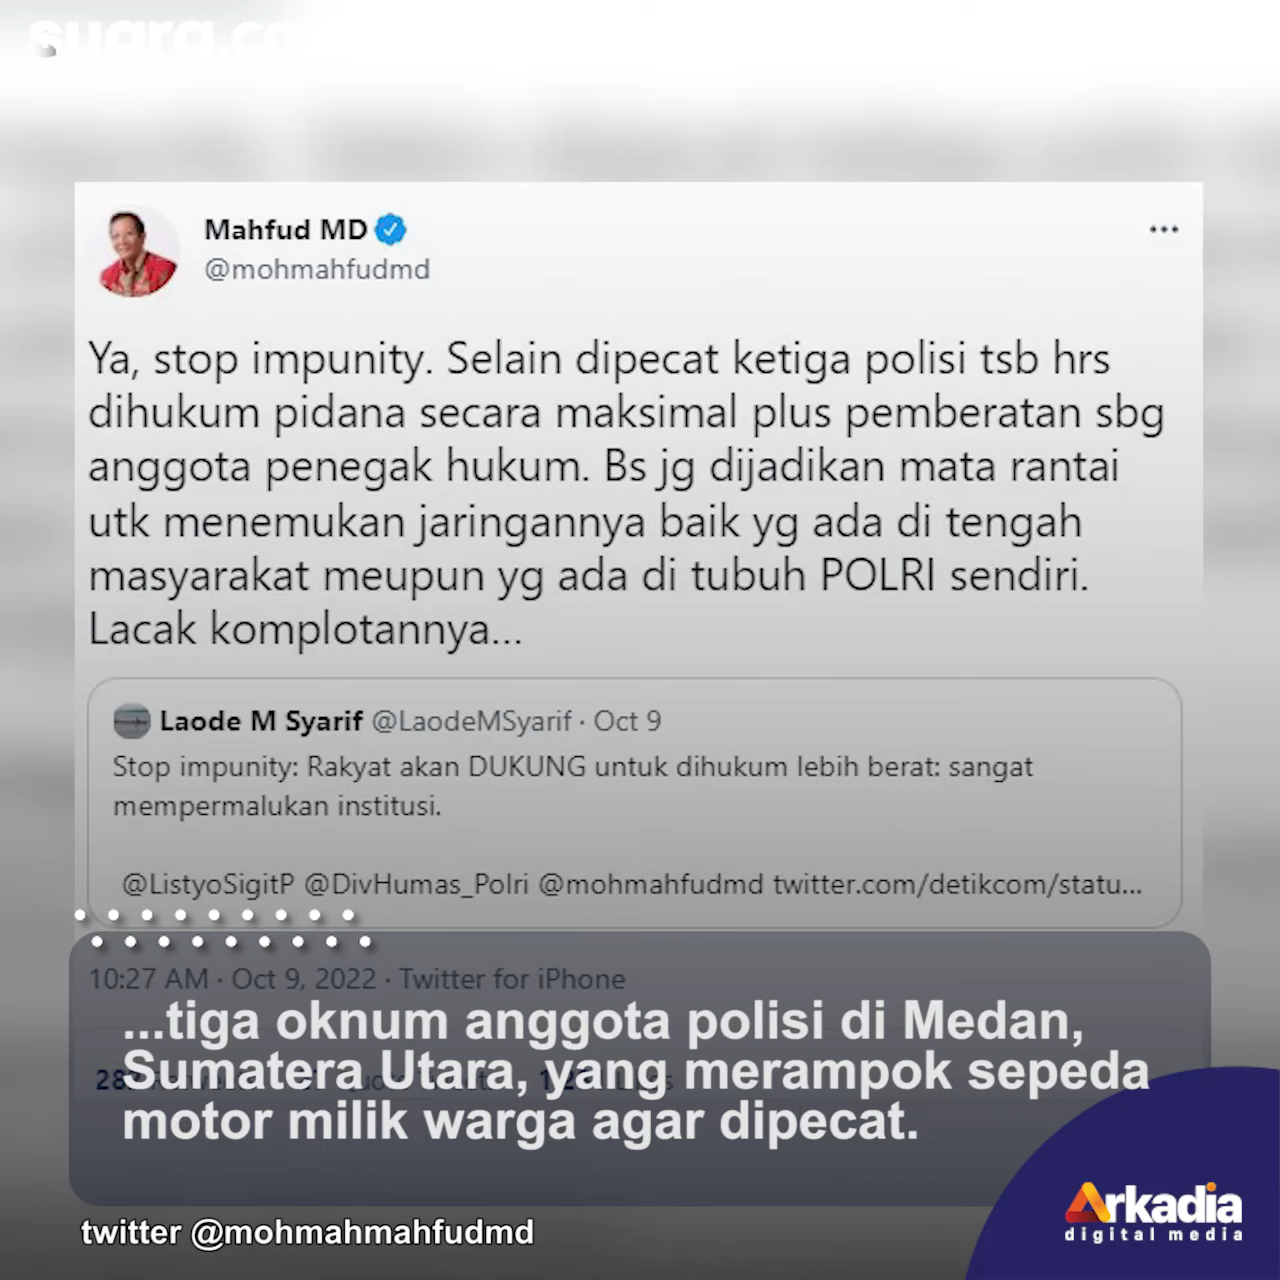 suara.co
Mahfud MD
@mohmahfudmd
Ya, stop impunity. Selain dipecat ketiga polisi tsb hrs
dihukum pidana secara maksimal plus pemberatan sbg
anggota penegak hukum. Bs jg dijadikan mata rantai
utk menemukan jaringannya baik yg ada di tengah
masyarakat meupun yg ada di tubuh POLRI sendiri.
Lacak komplotannya...
Laode M Syarif @LaodeMSyarif · Oct 9
Stop impunity: Rakyat akan DUKUNG untuk dihukum lebih berat: sangat
mempermalukan institusi.
@ListyoSigitP @DivHumas_Polri @mohmahfudmd twitter.com/detikcom/statu...
10:27 AM · Oct 9, 2022 · Twitter for iPhone
...tiga oknum anggota polisi di Medan,
Sumatera Utara, yang merampok sepeda
motor milik warga agar dipecat.
twitter @mohmahmahfudmd
Arkadia
digital media